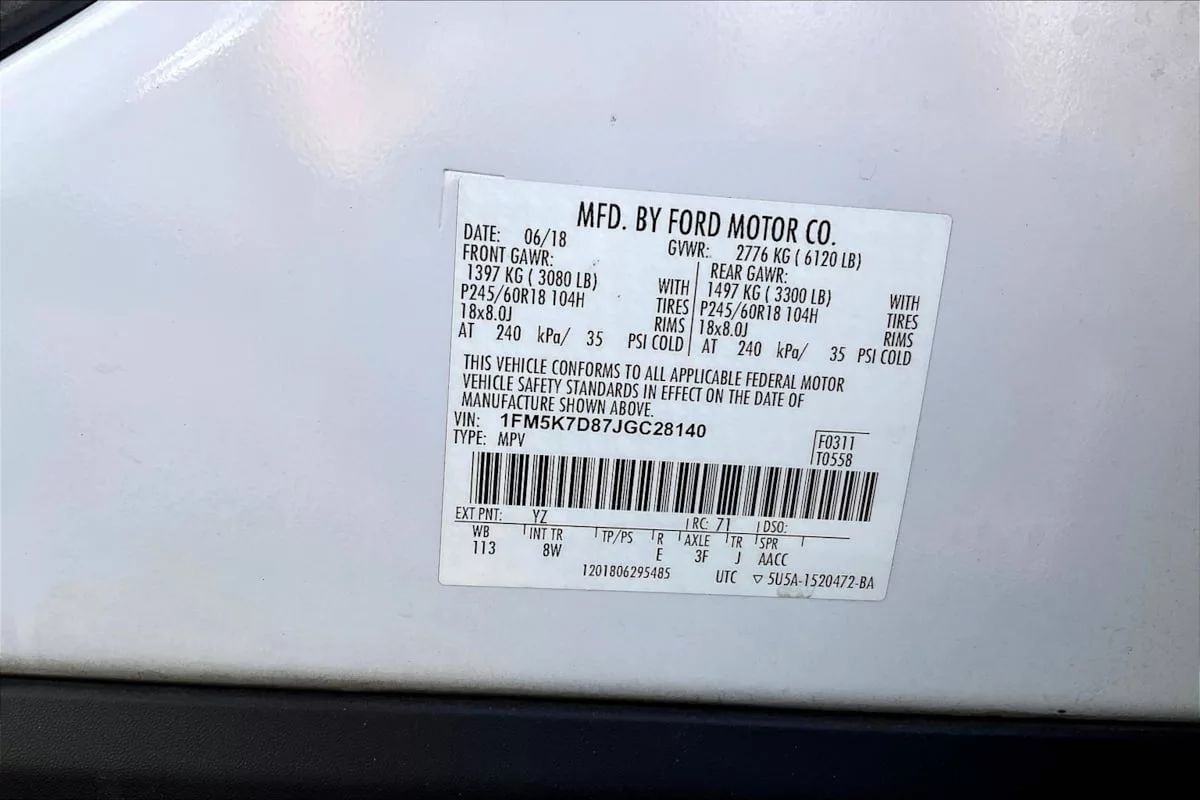 MFD. BY FORD MOTOR CO.
DATE: 06/18 GVWR: 2776 KG ( 6120 LB)
FRONT GAWR: REAR GAWR:
1397 KG ( 3080 LB) WITH 1497 KG ( 3300 LB) WITH
P245/60R18 104H TIRES P245/60R18 104H TIRES
18x8.0J RIMS 18x8.0J RIMS
AT 240 kPa/ 35 PSI COLD AT 240 kPa/ 35 PSI COLD
THIS VEHICLE CONFORMS TO ALL APPLICABLE FEDERAL MOTOR
VEHICLE SAFETY STANDARDS IN EFFECT ON THE DATE OF
MANUFACTURE SHOWN ABOVE.
VIN: 1FM5K7D87JGC28140
TYPE: MPV
F0311
T0558
EXT PNT: YZ RC: 71 DSO:
WB INT TR TP/PS R AXLE TR SPR
113 8W E 3F J AACC
1201806295485 UTC ▽ 5U5A-1520472-BA